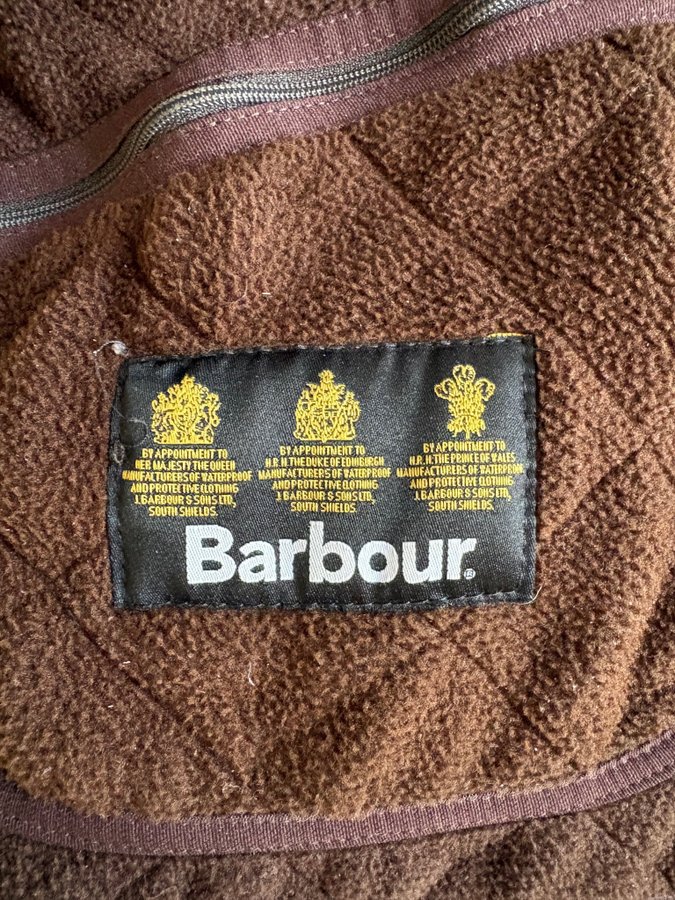 BY APPOINTMENT TO
HER MAJESTY THE QUEEN
MANUFACTURERS OF WATERPROOF
AND PROTECTIVE CLOTHING
J. BARBOUR & SONS LTD,
SOUTH SHIELDS.
BY APPOINTMENT TO
H.R.H. THE DUKE OF EDINBURGH
MANUFACTURERS OF WATERPROOF
AND PROTECTIVE CLOTHING
J. BARBOUR & SONS LTD,
SOUTH SHIELDS.
BY APPOINTMENT TO
H.R.H. THE PRINCE OF WALES
MANUFACTURERS OF WATERPROOF
AND PROTECTIVE CLOTHING
J. BARBOUR & SONS LTD,
SOUTH SHIELDS.
Barbour®